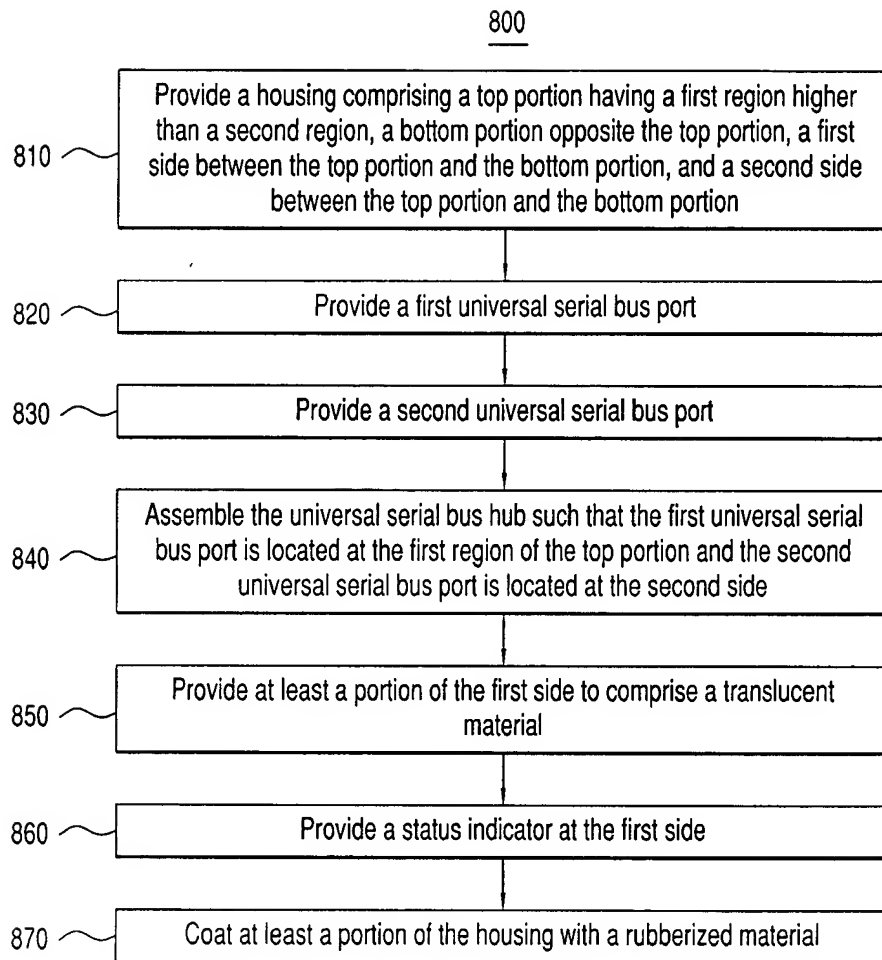 800
810
Provide a housing comprising a top portion having a first region higher
than a second region, a bottom portion opposite the top portion, a first
side between the top portion and the bottom portion, and a second side
between the top portion and the bottom portion
820
Provide a first universal serial bus port
830
Provide a second universal serial bus port
840
Assemble the universal serial bus hub such that the first universal serial
bus port is located at the first region of the top portion and the second
universal serial bus port is located at the second side
850
Provide at least a portion of the first side to comprise a translucent
material
860
Provide a status indicator at the first side
870
Coat at least a portion of the housing with a rubberized material